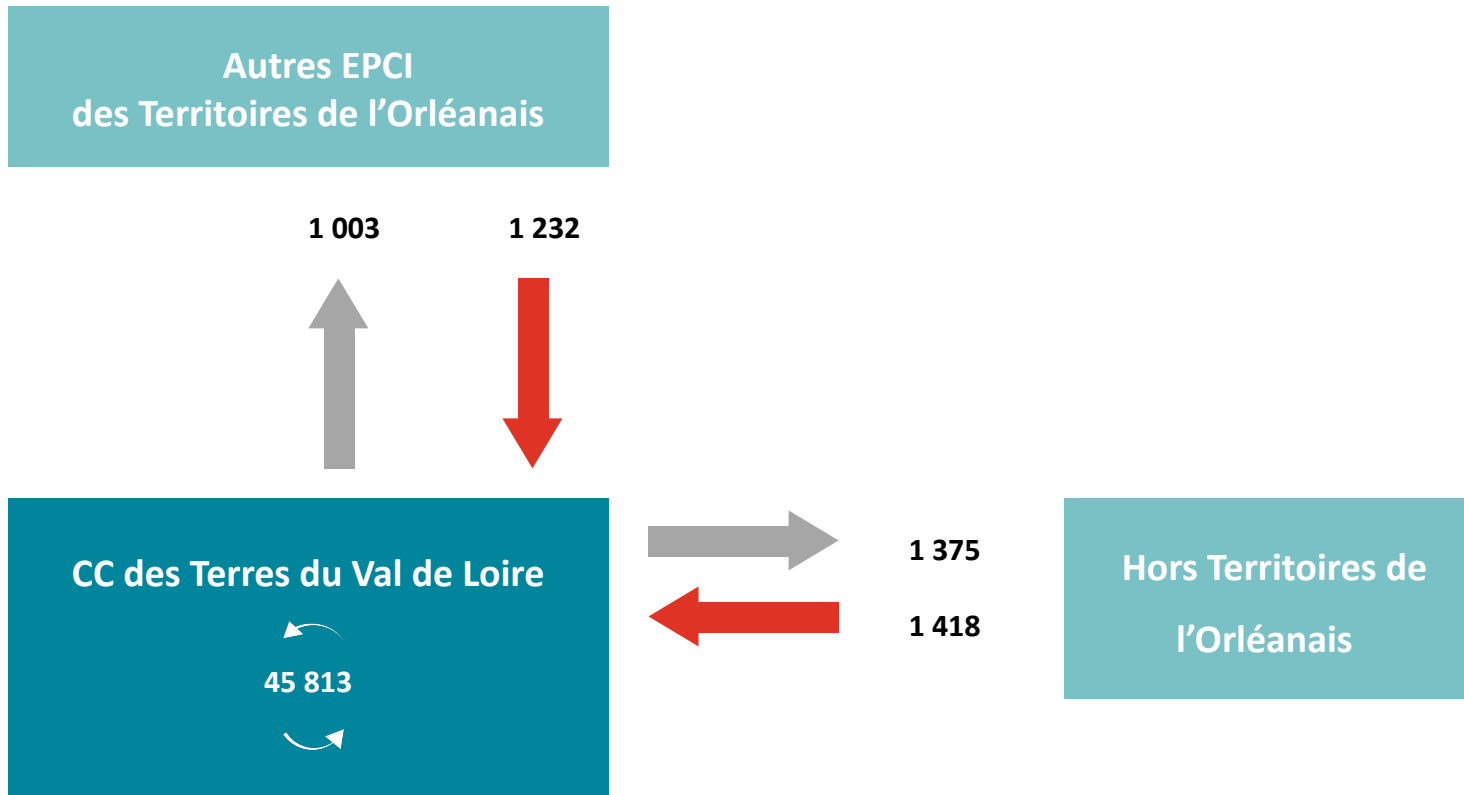 Autres EPCI
des Territoires de l’Orléanais
1 003
1 232
CC des Terres du Val de Loire
45 813
1 375
1 418
Hors Territoires de
l’Orléanais